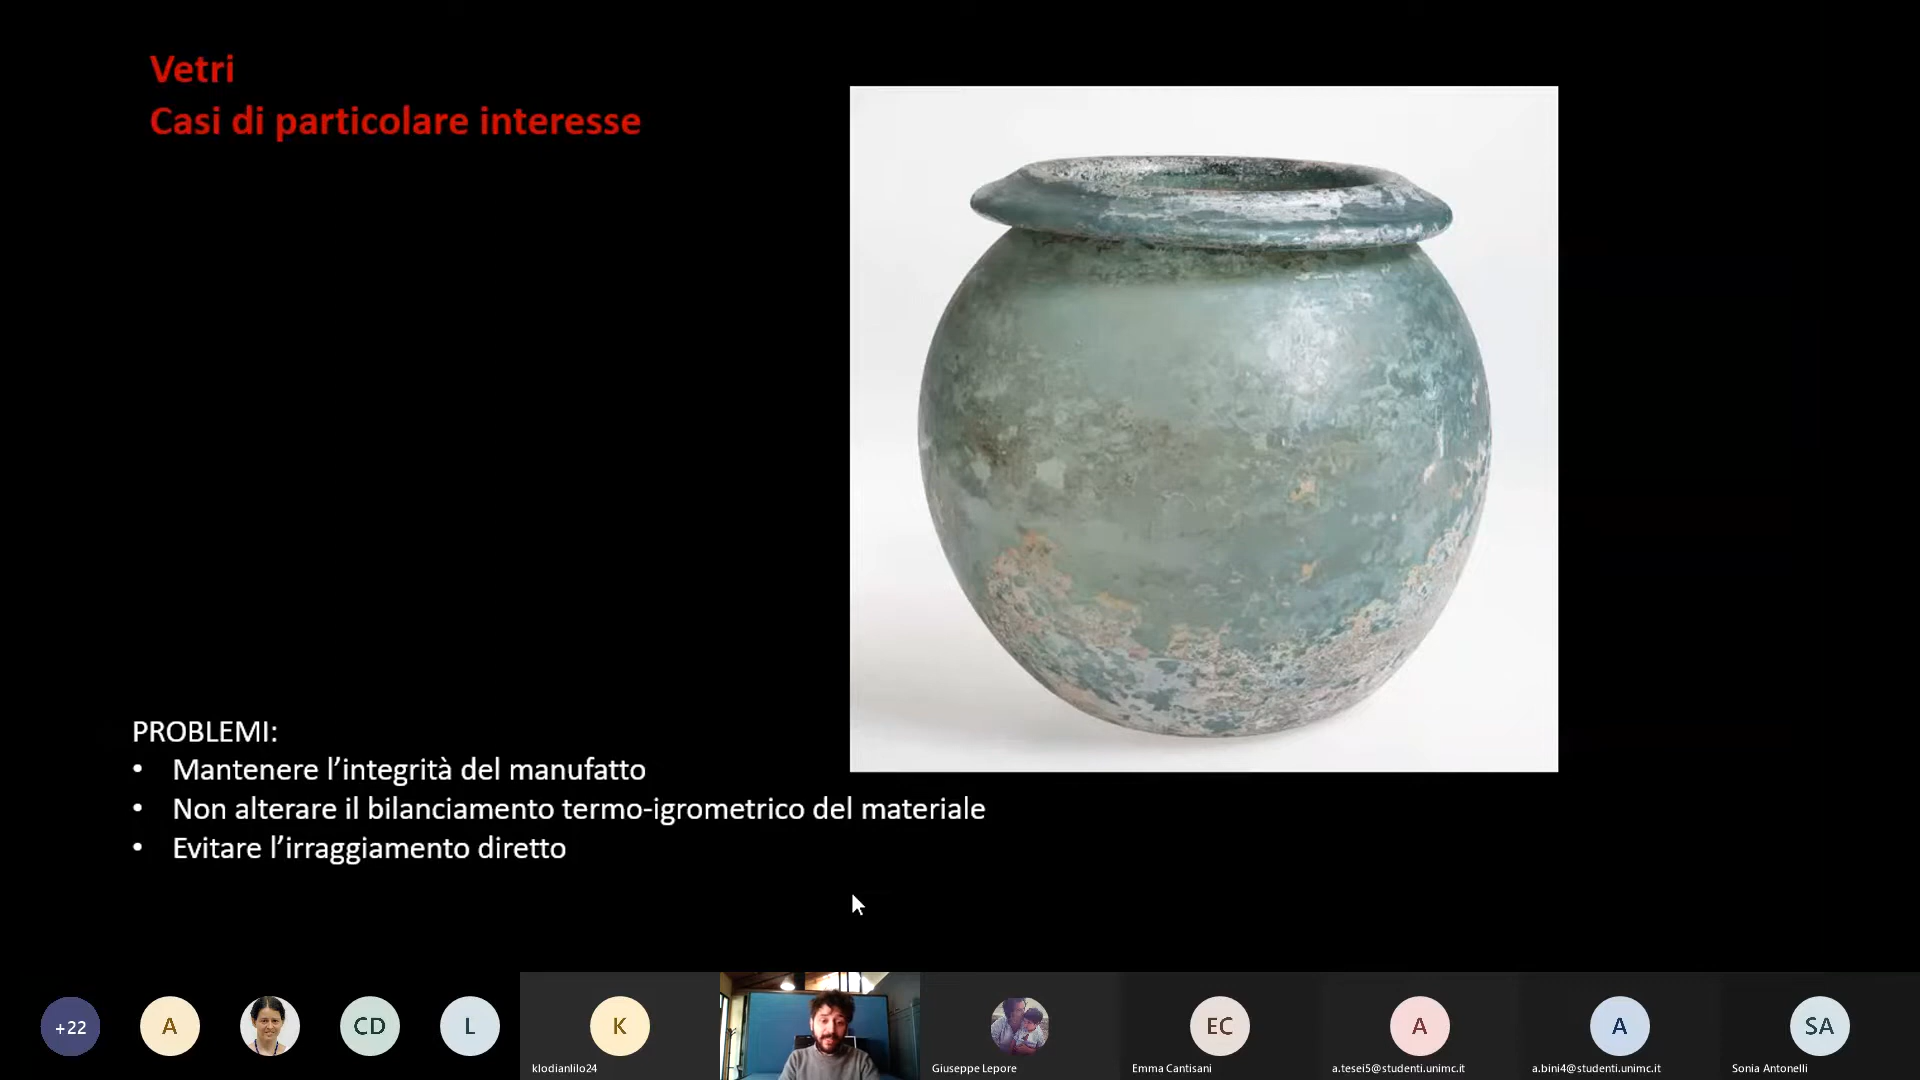 Vetri
Casi di particolare interesse
PROBLEMI:
• Mantenere l’integrità del manufatto
• Non alterare il bilanciamento termo-igrometrico del materiale
• Evitare l’irraggiamento diretto
+22
A
CD
L
K
EC
A
A
SA
klodianlilo24
Giuseppe Lepore
Emma Cantisani
a.tesei5@studenti.unimc.it
a.bini4@studenti.unimc.it
Sonia Antonelli